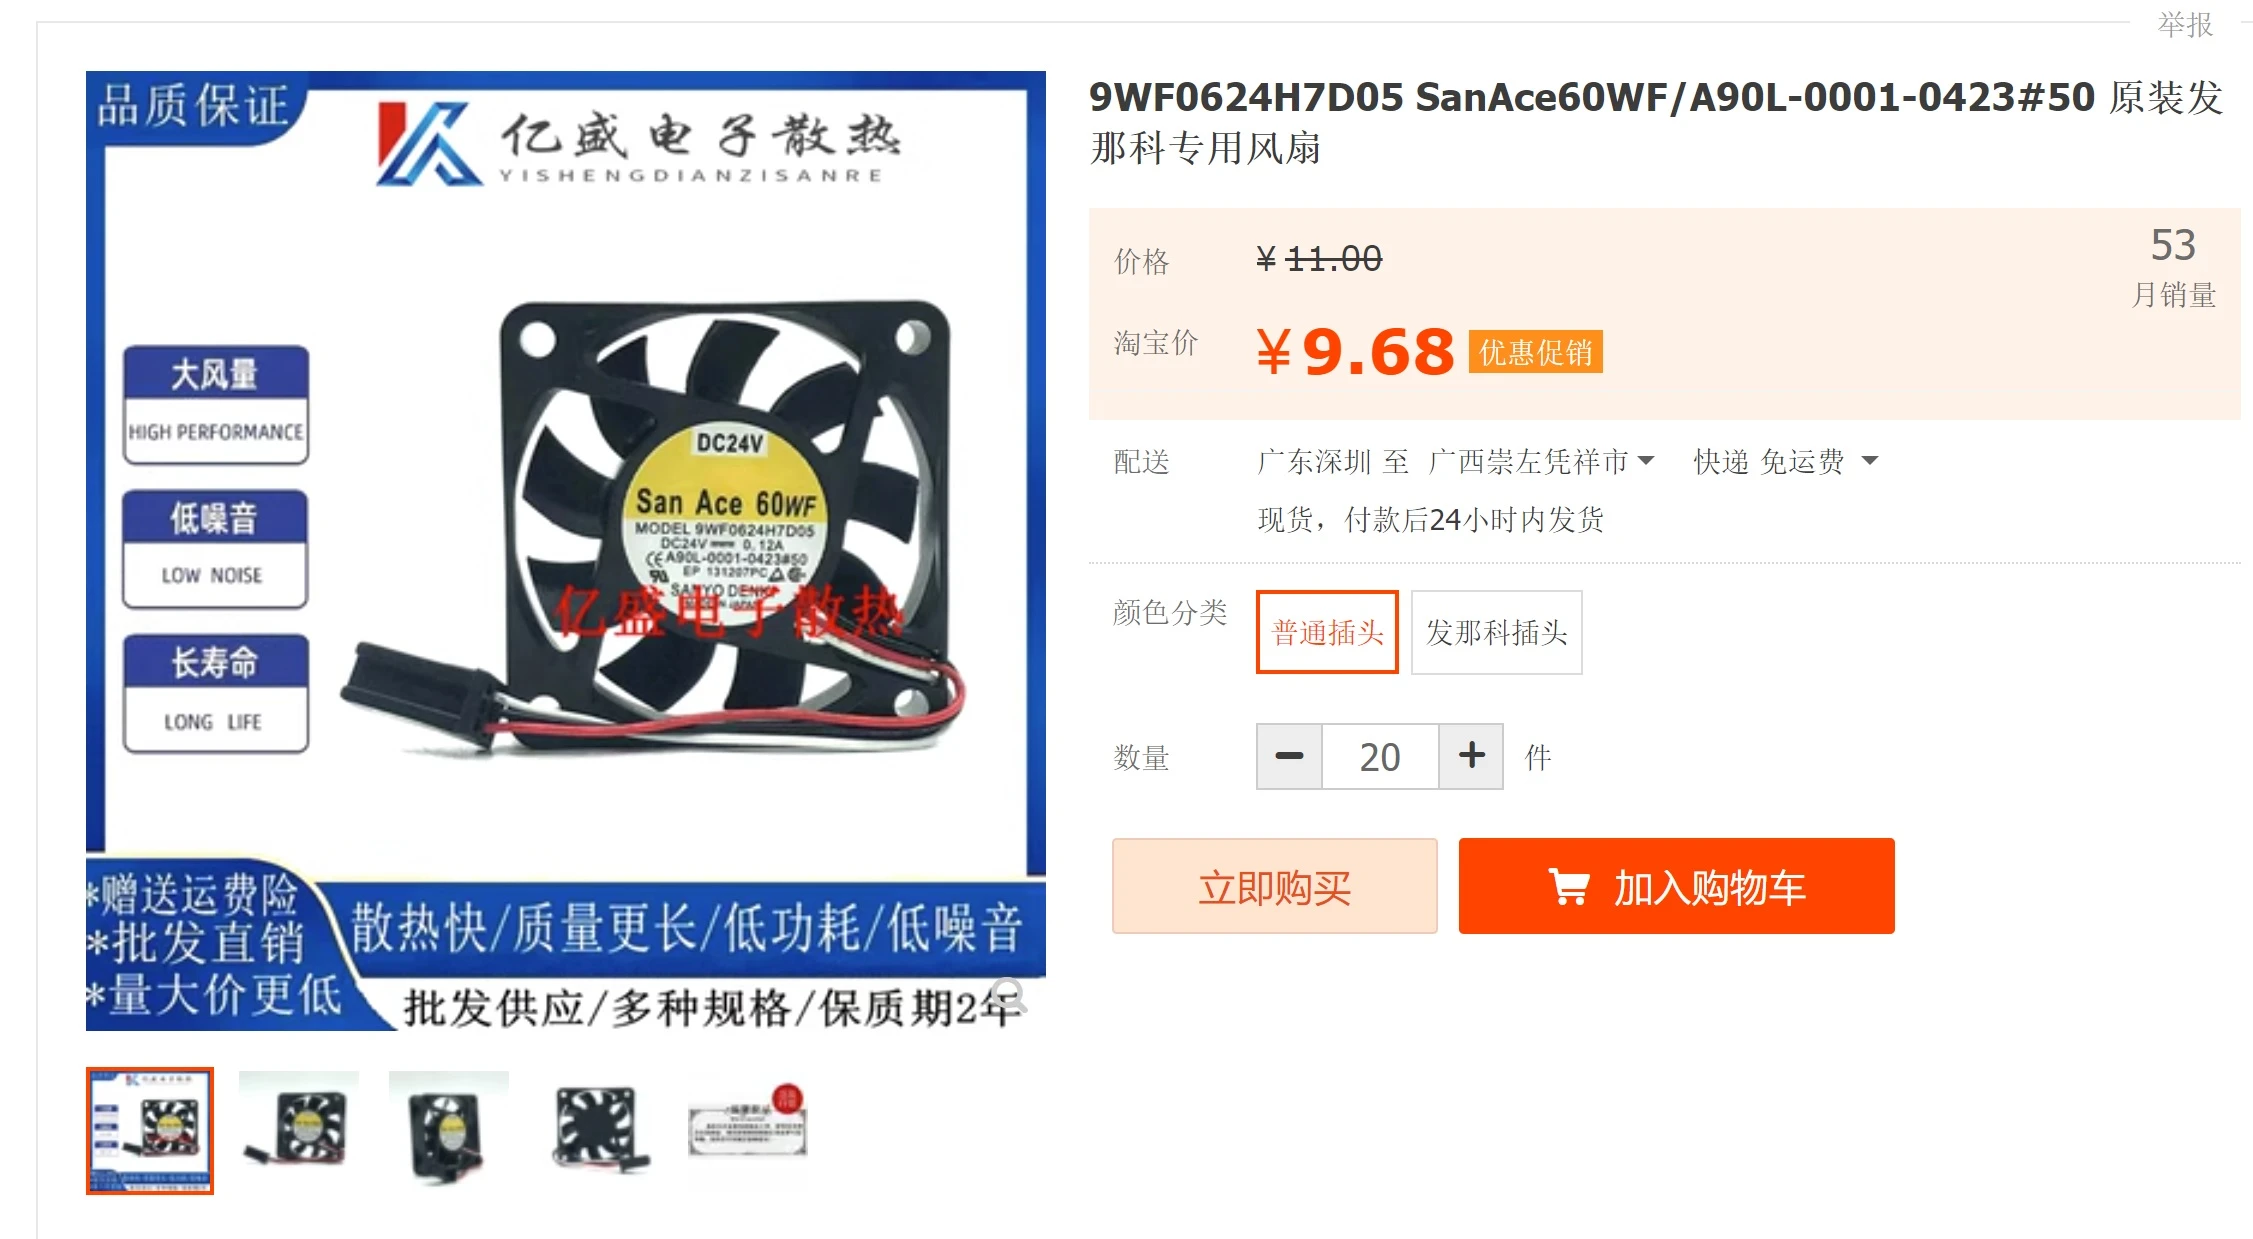 举报
品质保证
亿盛电子散热
YISHENGDIANZISANRE
大风量
HIGH PERFORMANCE
低噪音
LOW NOISE
长寿命
LONG LIFE
DC24V
San Ace 60WF
MODEL 9WF0624H7D05
DC24V 0.12A
CE A90L-0001-0423#50
EP 131207PC
SANYO DENKI
亿盛电子散热
*赠送运费险
*批发直销
*量大价更低
散热快/质量更长/低功耗/低噪音
批发供应/多种规格/保质期2年
9WF0624H7D05 SanAce60WF/A90L-0001-0423#50 原装发
那科专用风扇
价格 ¥ 11.00
53
月销量
淘宝价 ¥9.68 优惠促销
配送 广东深圳 至 广西崇左凭祥市 快递 免运费
现货，付款后24小时内发货
颜色分类 普通插头 发那科插头
数量 − 20 + 件
立即购买 加入购物车